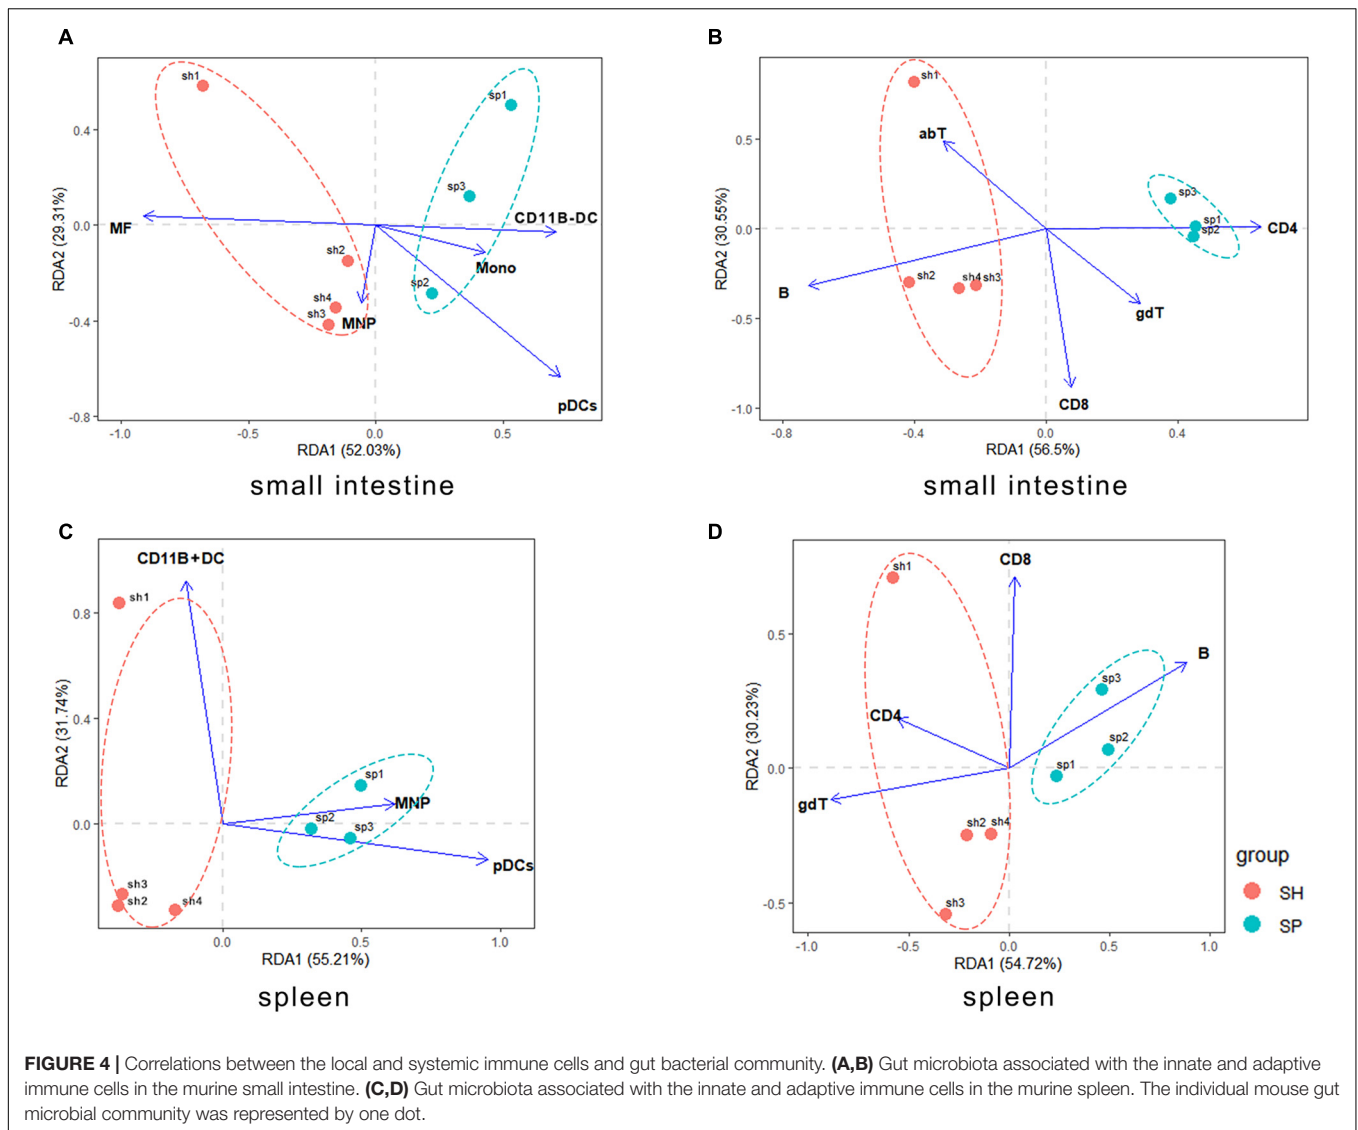 A
sh1
sp1
0.4
sp3
0.0
MF
CD11B-DC
sh2
Mono
sp2
sh4
sh3
MNP
-0.4
pDCs
-0.8
-1.0
-0.5
0.0
0.5
RDA2 (29.31%)
RDA1 (52.03%)
small intestine
B
sh1
abT
0.5
sp3
sp1
sp2
0.0
CD4
sh2
sh4
sh3
B
gdT
-0.5
CD8
-1.0
-0.8
-0.4
0.0
0.4
RDA2 (30.55%)
RDA1 (56.5%)
small intestine
C
CD11B+DC
sh1
0.8
0.4
sp1
MNP
sp2
sp3
0.0
pDCs
sh3
sh2
sh4
0.0
0.5
1.0
RDA2 (31.74%)
RDA1 (55.21%)
spleen
D
sh1
CD8
0.5
B
sp3
CD4
sp2
sp1
0.0
gdT
sh2
sh4
sh3
-0.5
-1.0
-0.5
0.0
0.5
1.0
RDA2 (30.23%)
RDA1 (54.72%)
spleen
group
SH
SP
FIGURE 4 | Correlations between the local and systemic immune cells and gut bacterial community. (A,B) Gut microbiota associated with the innate and adaptive
immune cells in the murine small intestine. (C,D) Gut microbiota associated with the innate and adaptive immune cells in the murine spleen. The individual mouse gut
microbial community was represented by one dot.